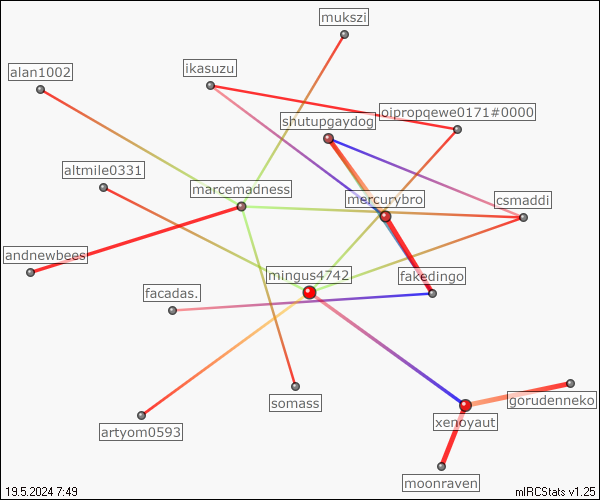 mukszi
alan1002
ikasuzu
oipropqewe0171#0000
shutupgaydog
altmile0331
marcemadness
mercurybro
csmaddi
andnewbees
mingus4742
fakedingo
facadas.
gorudenneko
somass
xenoyaut
artyom0593
moonraven
19.5.2024 7:49
mIRCStats v1.25